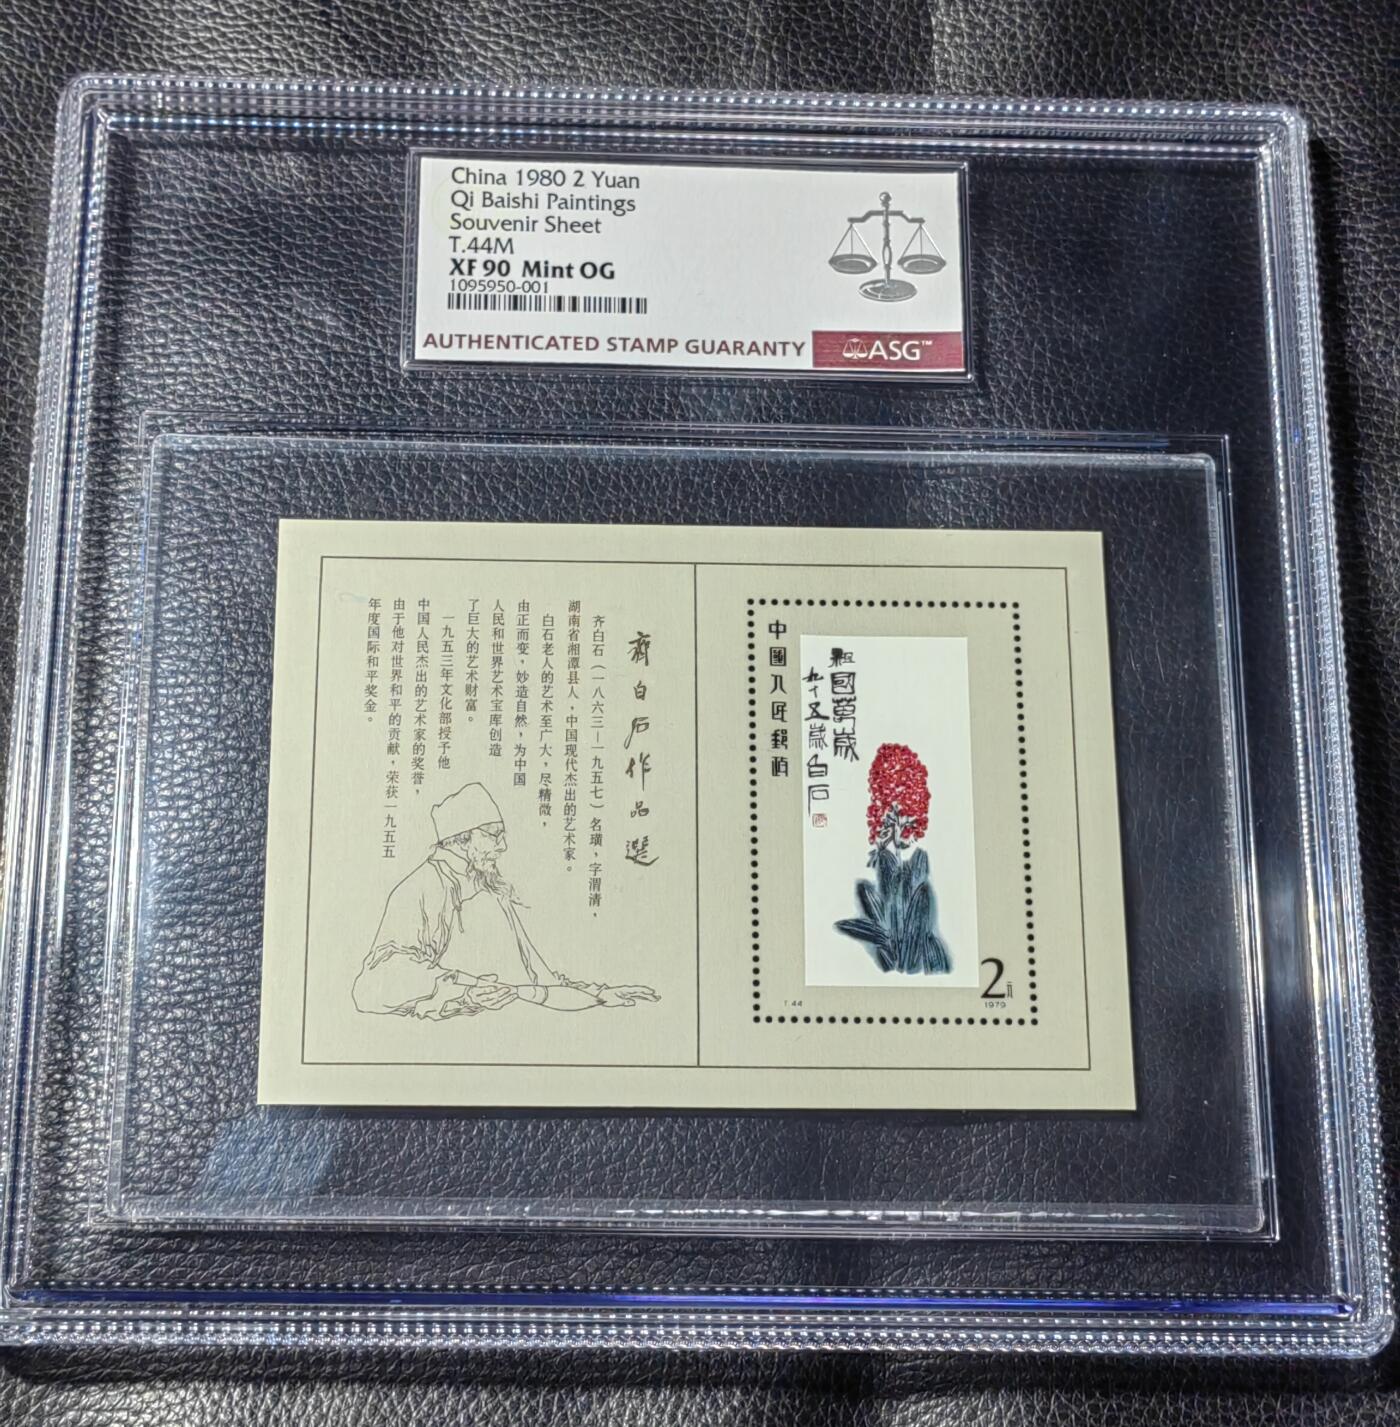 China 1980 2 Yuan
Qi Baishi Paintings
Souvenir Sheet
T.44M
XF 90 Mint OG
1095950-001
AUTHENTICATED STAMP GUARANTY
ASG™
齊白石作品選
齐白石（一八六三—一九五七）名璜，字渭清，
湖南省湘潭县人，中国现代杰出的艺术家。
白石老人的艺术至广大，尽精微，
由正而变，妙造自然，为中国
人民和世界艺术宝库创造
了巨大的艺术财富。
一九五三年文化部授予他
中国人民杰出的艺术家的奖誉，
由于他对世界和平的贡献，荣获一九五五
年度国际和平奖金。
中國人民郵政
祖國萬歲
九十五歲白石
T.44
2元
1979